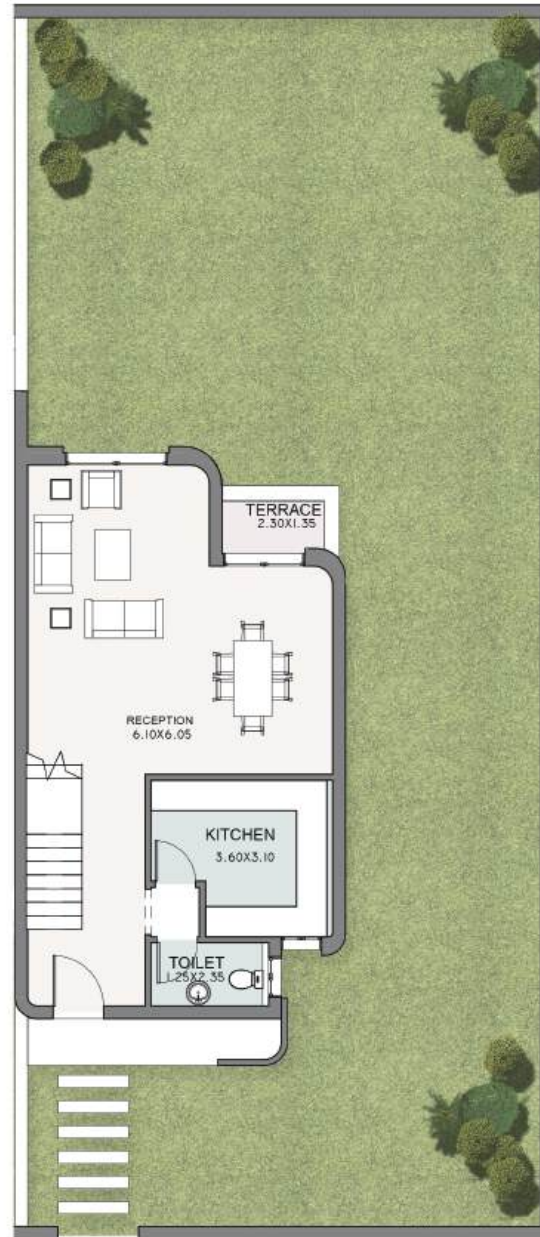 TERRACE
2.30X1.35
RECEPTION
6.10X6.05
KITCHEN
3.60X3.10
TOILET
1.25X2.35